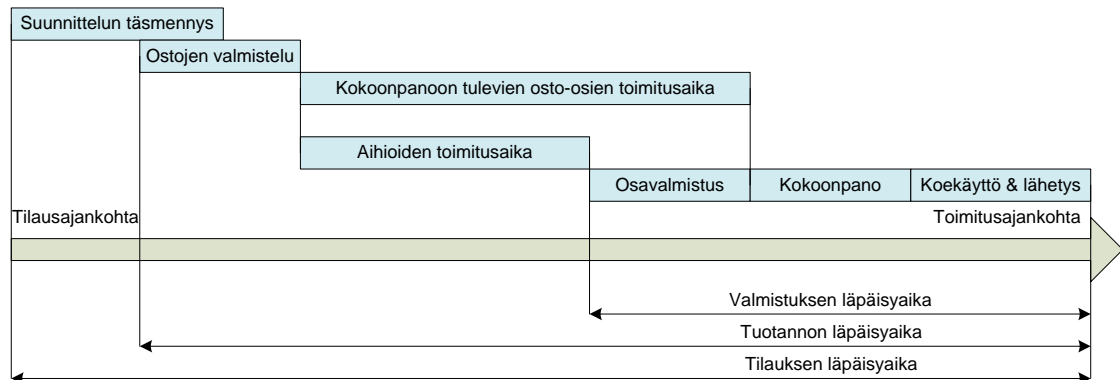 Suunnittelun täsmennys
Ostojen valmistelu
Kokoonpanoon tulevien osto-osien toimitusaika
Aihioiden toimitusaika
Osavalmistus
Kokoonpano
Koekäyttö & lähetys
Tilausajankohta
Toimitusajankohta
Valmistuksen läpäisyaika
Tuotannon läpäisyaika
Tilauksen läpäisyaika